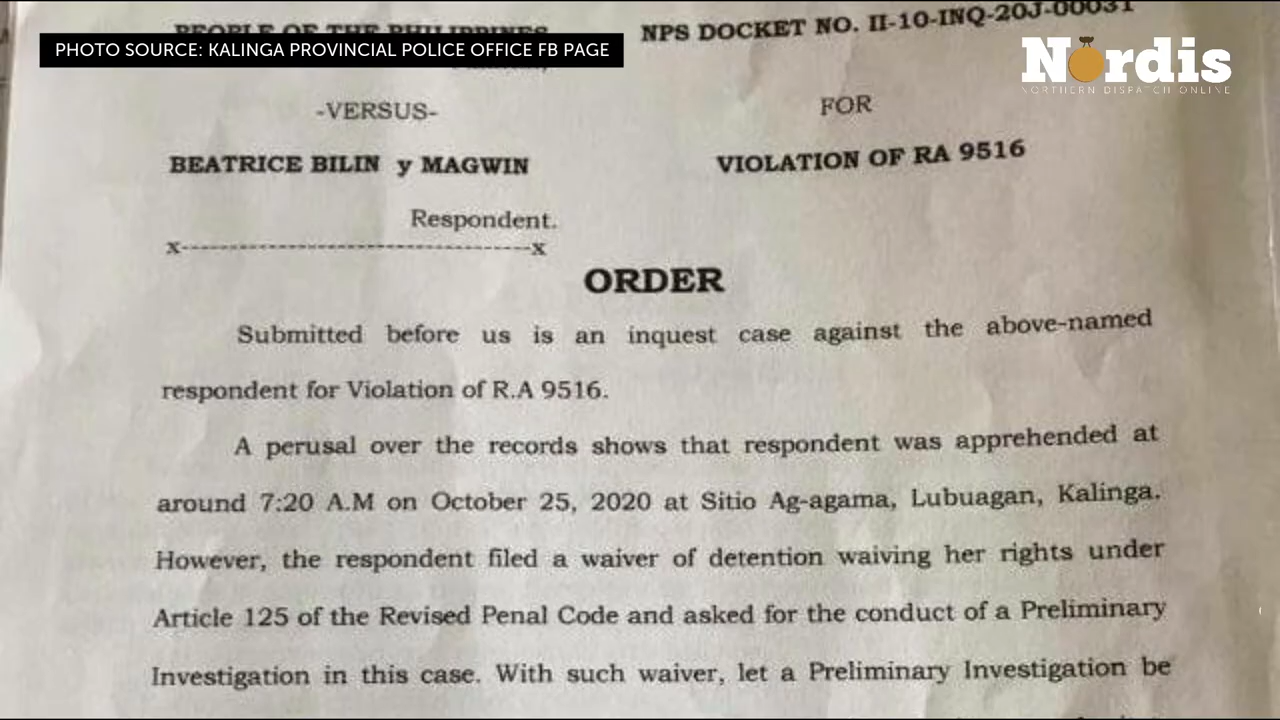 PEOPLE OF THE PHILIPPINES
NPS DOCKET NO. II-10-INQ-20J-00031
PHOTO SOURCE: KALINGA PROVINCIAL POLICE OFFICE FB PAGE
Nordis
NORTHERN DISPATCH ONLINE
-VERSUS-
FOR
BEATRICE BILIN y MAGWIN
VIOLATION OF RA 9516
Respondent.
x-----------------------------------x
ORDER
Submitted before us is an inquest case against the above-named
respondent for Violation of R.A 9516.
A perusal over the records shows that respondent was apprehended at
around 7:20 A.M on October 25, 2020 at Sitio Ag-agama, Lubuagan, Kalinga.
However, the respondent filed a waiver of detention waiving her rights under
Article 125 of the Revised Penal Code and asked for the conduct of a Preliminary
Investigation in this case. With such waiver, let a Preliminary Investigation be